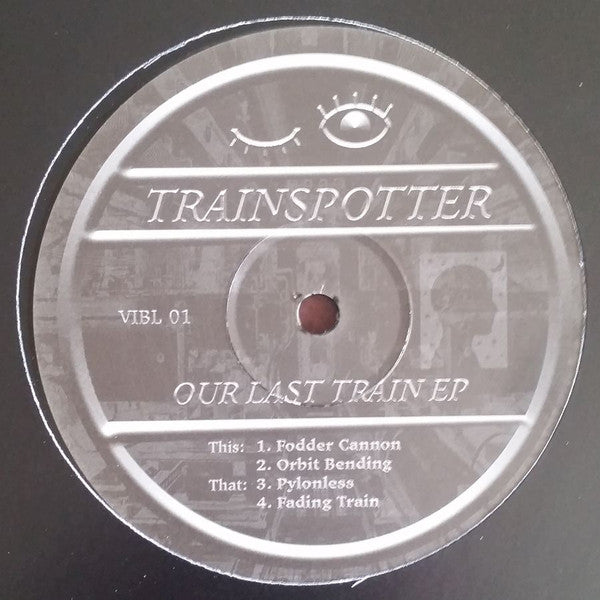 TRAINSPOTTER
VIBL 01
OUR LAST TRAIN EP
This: 1. Fodder Cannon
2. Orbit Bending
That: 3. Pylonless
4. Fading Train